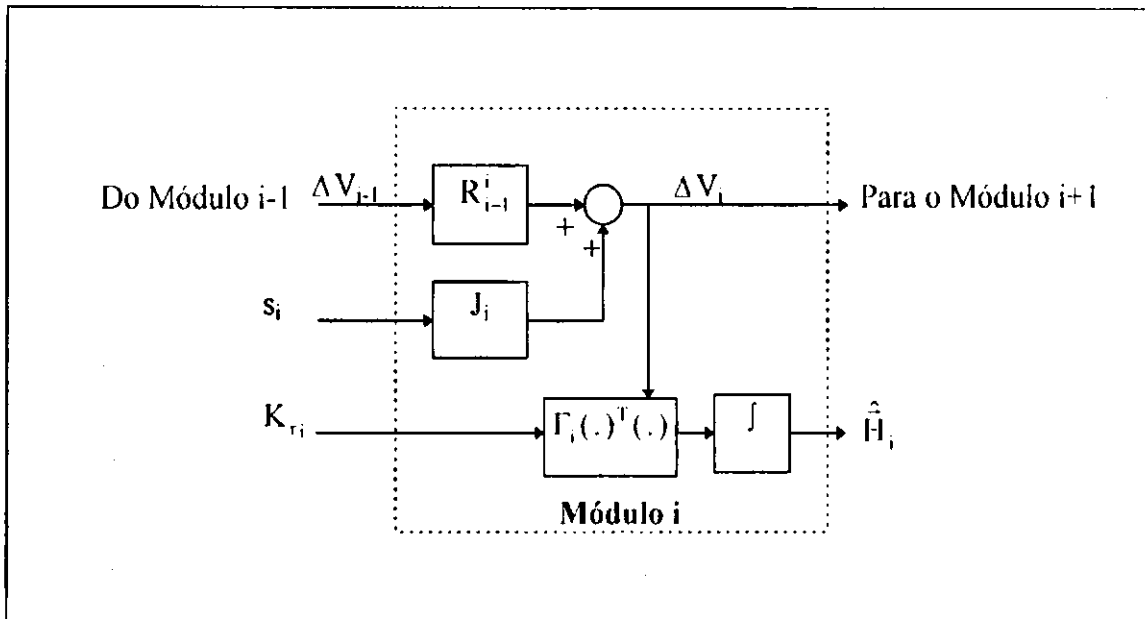 Do Módulo i-1
ΔV_{i-1}
R^i_{i-1}
+
+
ΔV_i
Para o Módulo i+1
s_i
J_i
K_{ri}
Γ_i(.)^T(.)
∫
Ĥ_i
Módulo i